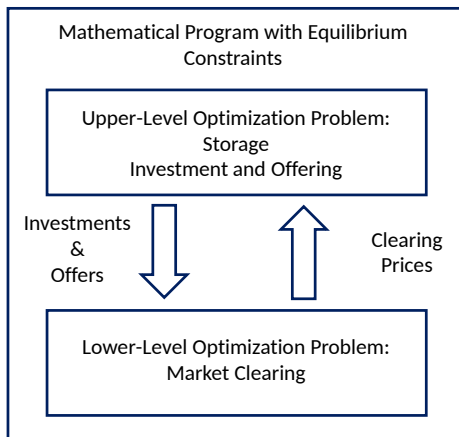 Mathematical Program with Equilibrium
Constraints
Upper-Level Optimization Problem:
Storage
Investment and Offering
Investments
&
Offers
Clearing
Prices
Lower-Level Optimization Problem:
Market Clearing